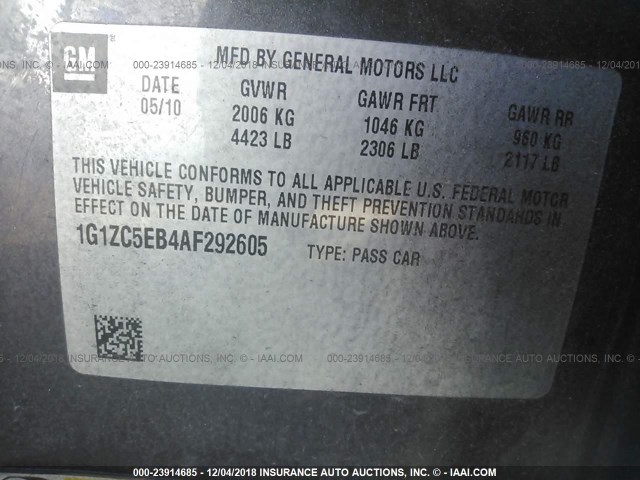 GM
MFD BY GENERAL MOTORS LLC
DATE GVWR GAWR FRT GAWR RR
05/10 2006 KG 1046 KG 960 KG
4423 LB 2306 LB 2117 LB
THIS VEHICLE CONFORMS TO ALL APPLICABLE U.S. FEDERAL MOTOR
VEHICLE SAFETY, BUMPER, AND THEFT PREVENTION STANDARDS IN
EFFECT ON THE DATE OF MANUFACTURE SHOWN ABOVE.
1G1ZC5EB4AF292605 TYPE: PASS CAR
000-23914685 - 12/04/2018 INSURANCE AUTO AUCTIONS, INC. - © IAAI.COM